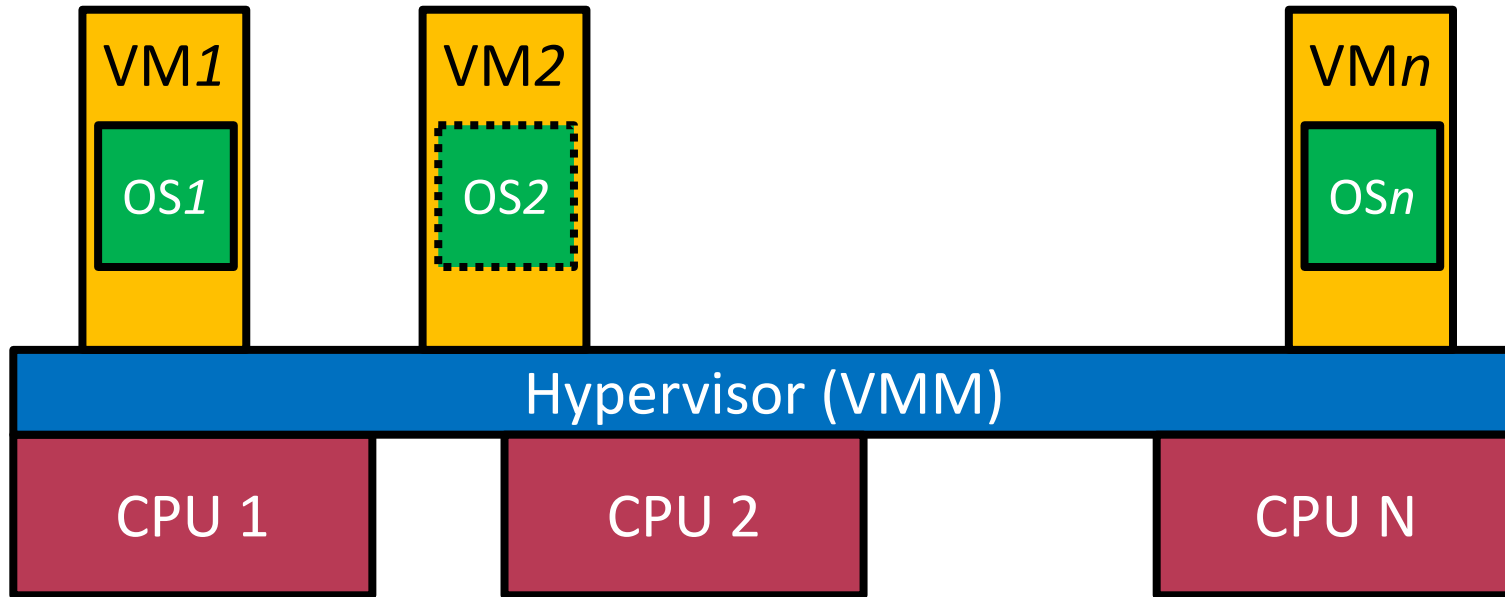 VM1
VM2
VMn
OS1
OS2
OSn
Hypervisor (VMM)
CPU 1
CPU 2
CPU N